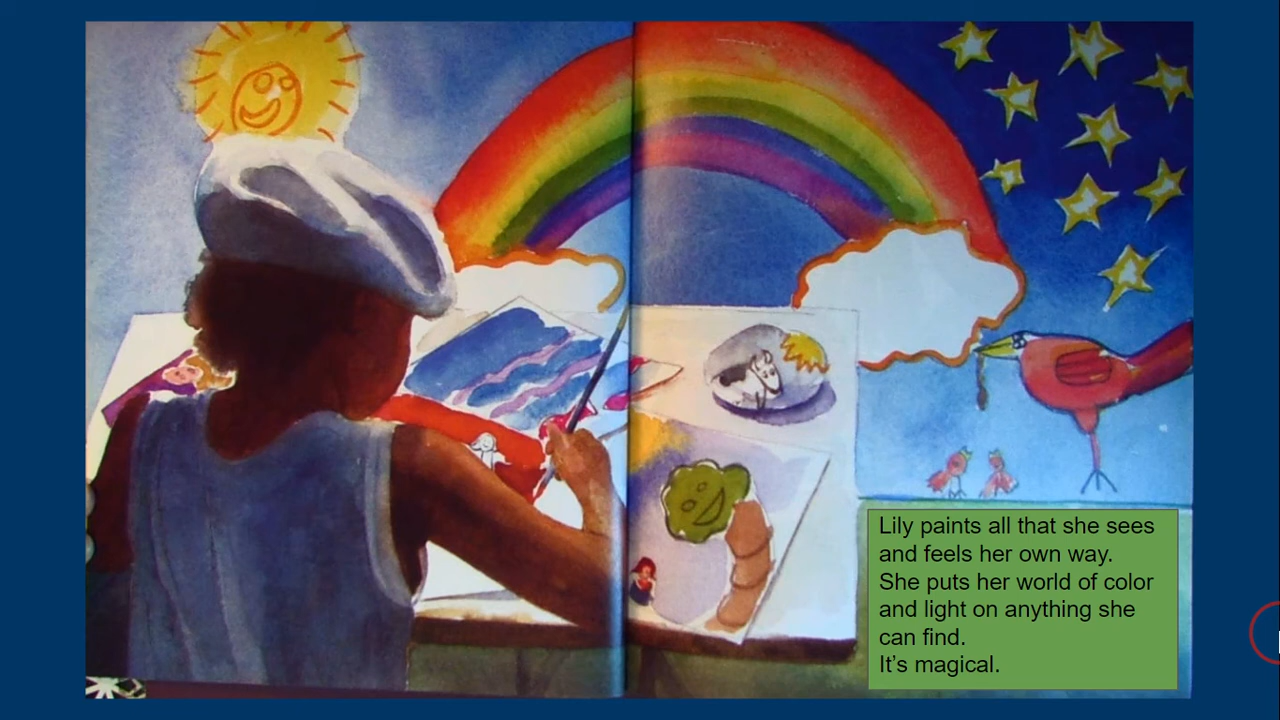 Lily paints all that she sees
and feels her own way.
She puts her world of color
and light on anything she
can find.
It's magical.